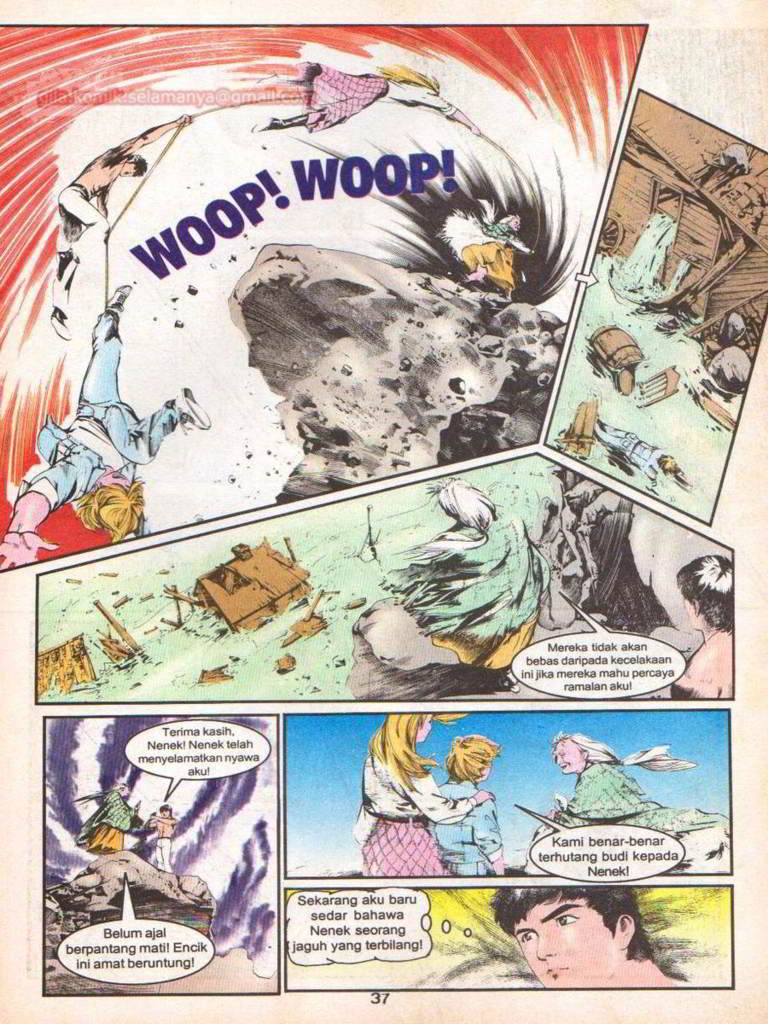 WOOP! WOOP!
Mereka tidak akan
bebas daripada kecelakaan
ini jika mereka mahu percaya
ramalan aku!
Terima kasih,
Nenek! Nenek telah
menyelamatkan nyawa
aku!
Belum ajal
berpantang mati! Encik
ini amat beruntung!
Kami benar-benar
terhutang budi kepada
Nenek!
Sekarang aku baru
sedar bahawa
Nenek seorang
jaguh yang terbilang!
37